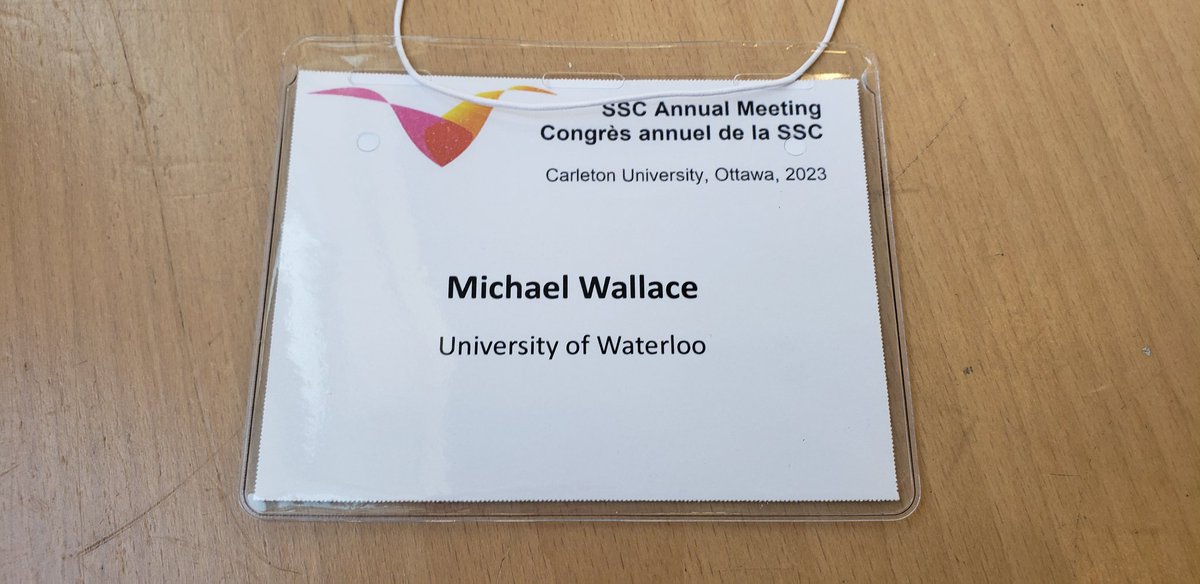 SSC Annual Meeting
Congrès annuel de la SSC
Carleton University, Ottawa, 2023
Michael Wallace
University of Waterloo